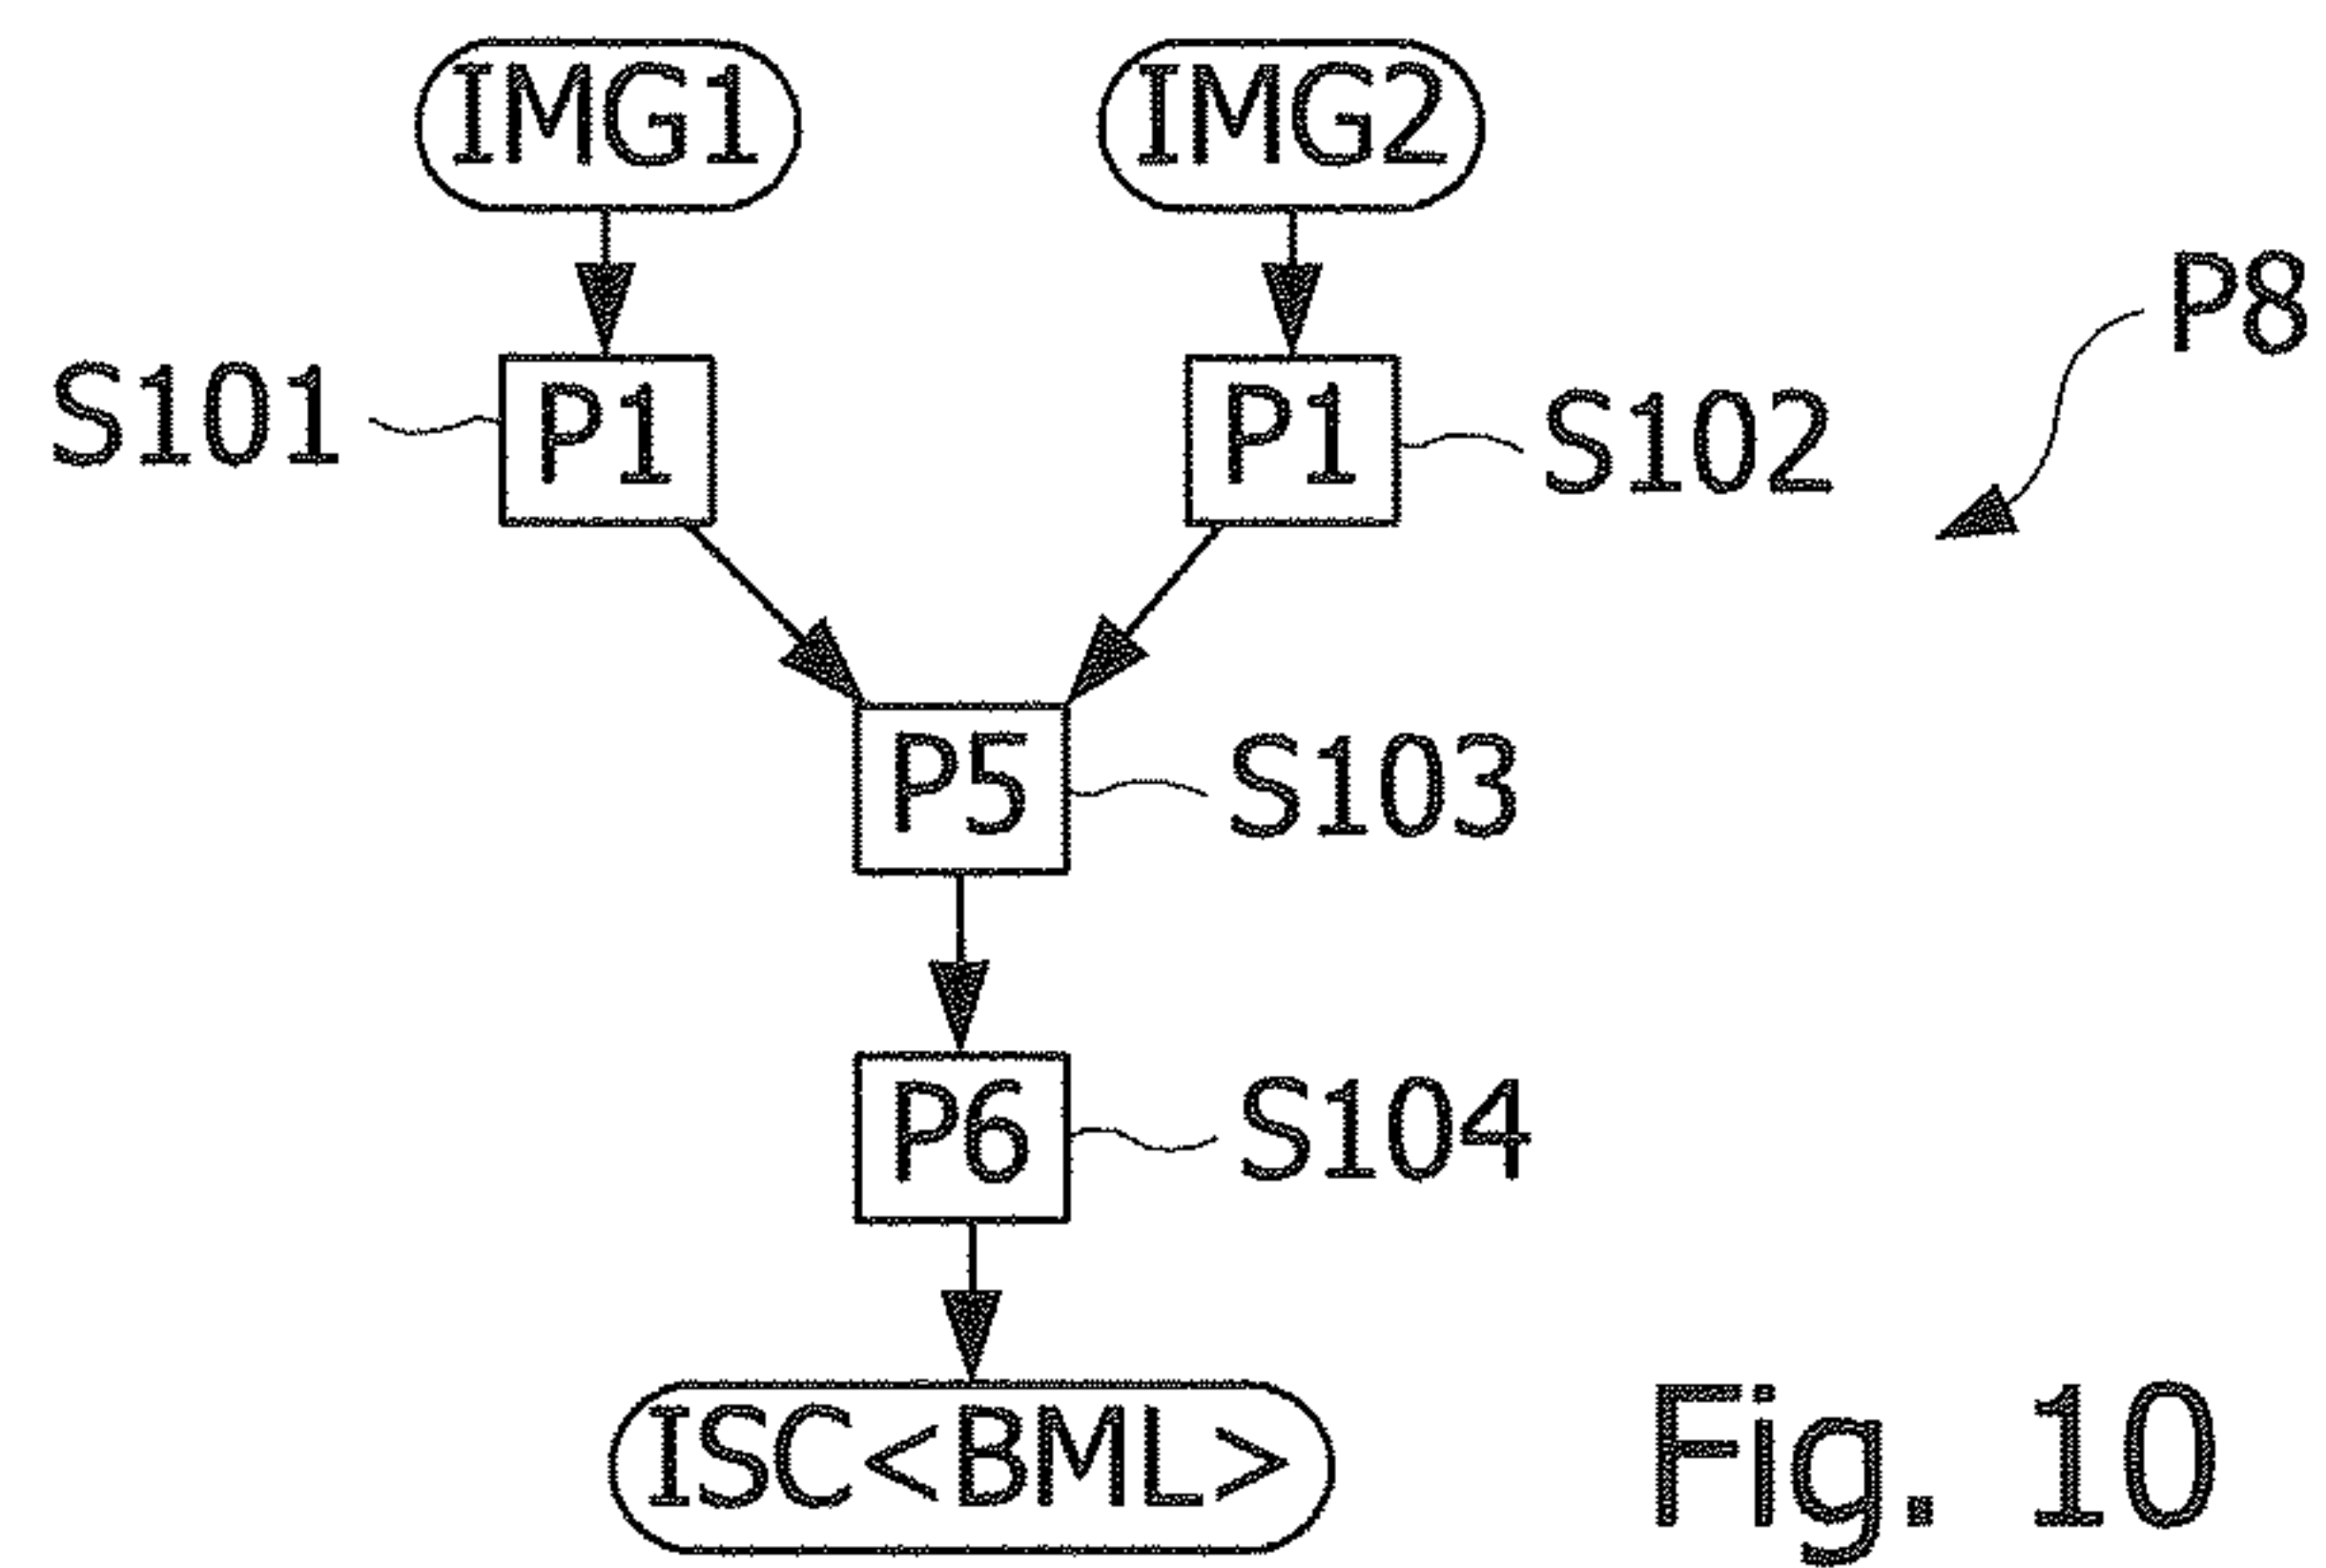 IMG1 IMG2
P8
S101 P1 P1 S102
P5 S103
P6 S104
ISC<BML>
Fig. 10